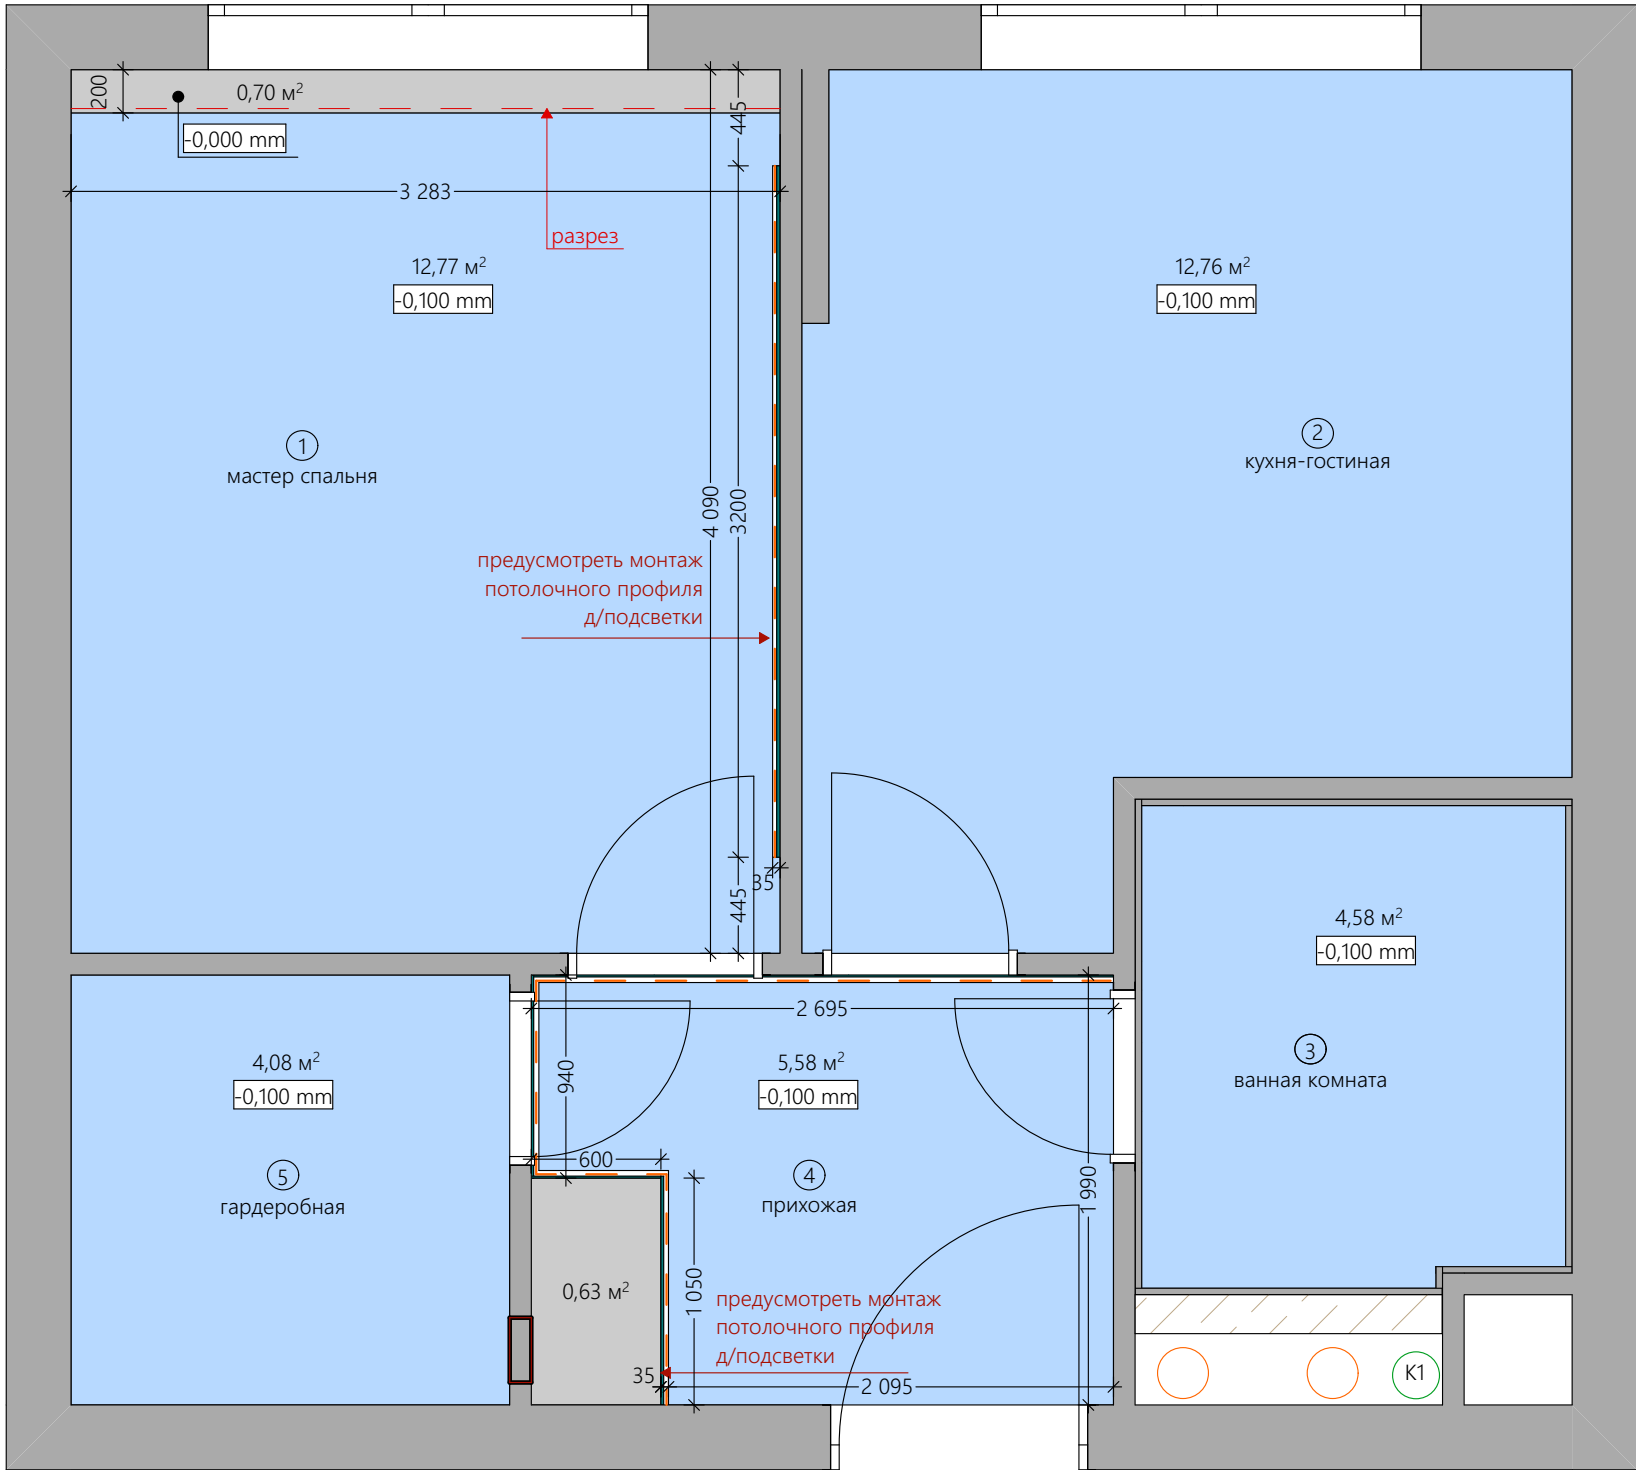 200
0,70 м²
-0,000 mm
445
3 283
разрез
12,77 м²
-0,100 mm
12,76 м²
-0,100 mm
1
мастер спальня
2
кухня-гостиная
4 090
3200
предусмотреть монтаж
потолочного профиля
д/подсветки
35
445
4,58 м²
-0,100 mm
2 695
4,08 м²
-0,100 mm
940
5,58 м²
-0,100 mm
3
ванная комната
600
5
гардеробная
4
прихожая
1 990
0,63 м²
1 050
предусмотреть монтаж
потолочного профиля
д/подсветки
35
2 095
К1